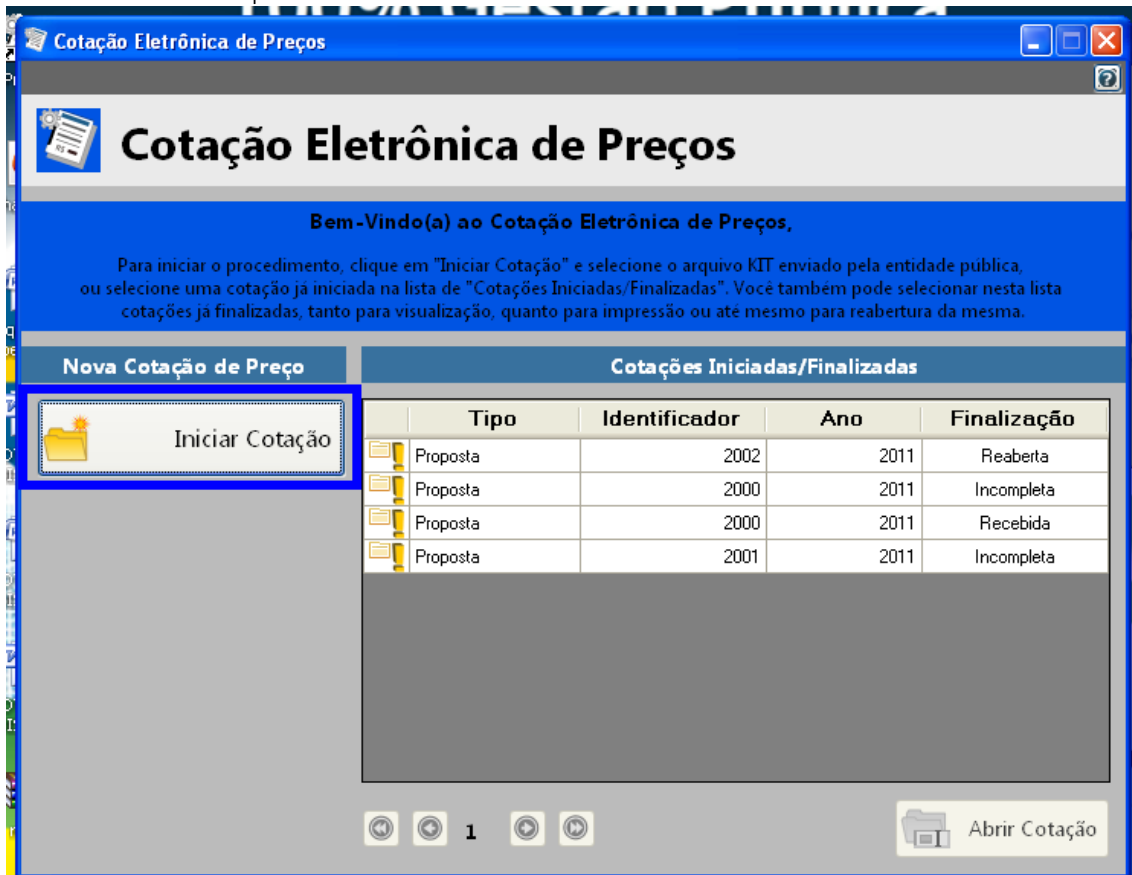 100% Gestão Pública
Cotação Eletrônica de Preços
Cotação Eletrônica de Preços
Bem-Vindo(a) ao Cotação Eletrônica de Preços,
Para iniciar o procedimento, clique em "Iniciar Cotação" e selecione o arquivo KIT enviado pela entidade pública,
ou selecione uma cotação já iniciada na lista de "Cotações Iniciadas/Finalizadas". Você também pode selecionar nesta lista
cotações já finalizadas, tanto para visualização, quanto para impressão ou até mesmo para reabertura da mesma.
Nova Cotação de Preço
Cotações Iniciadas/Finalizadas
Iniciar Cotação
Tipo Identificador Ano Finalização
Proposta 2002 2011 Reaberta
Proposta 2000 2011 Incompleta
Proposta 2000 2011 Recebida
Proposta 2001 2011 Incompleta
1
Abrir Cotação